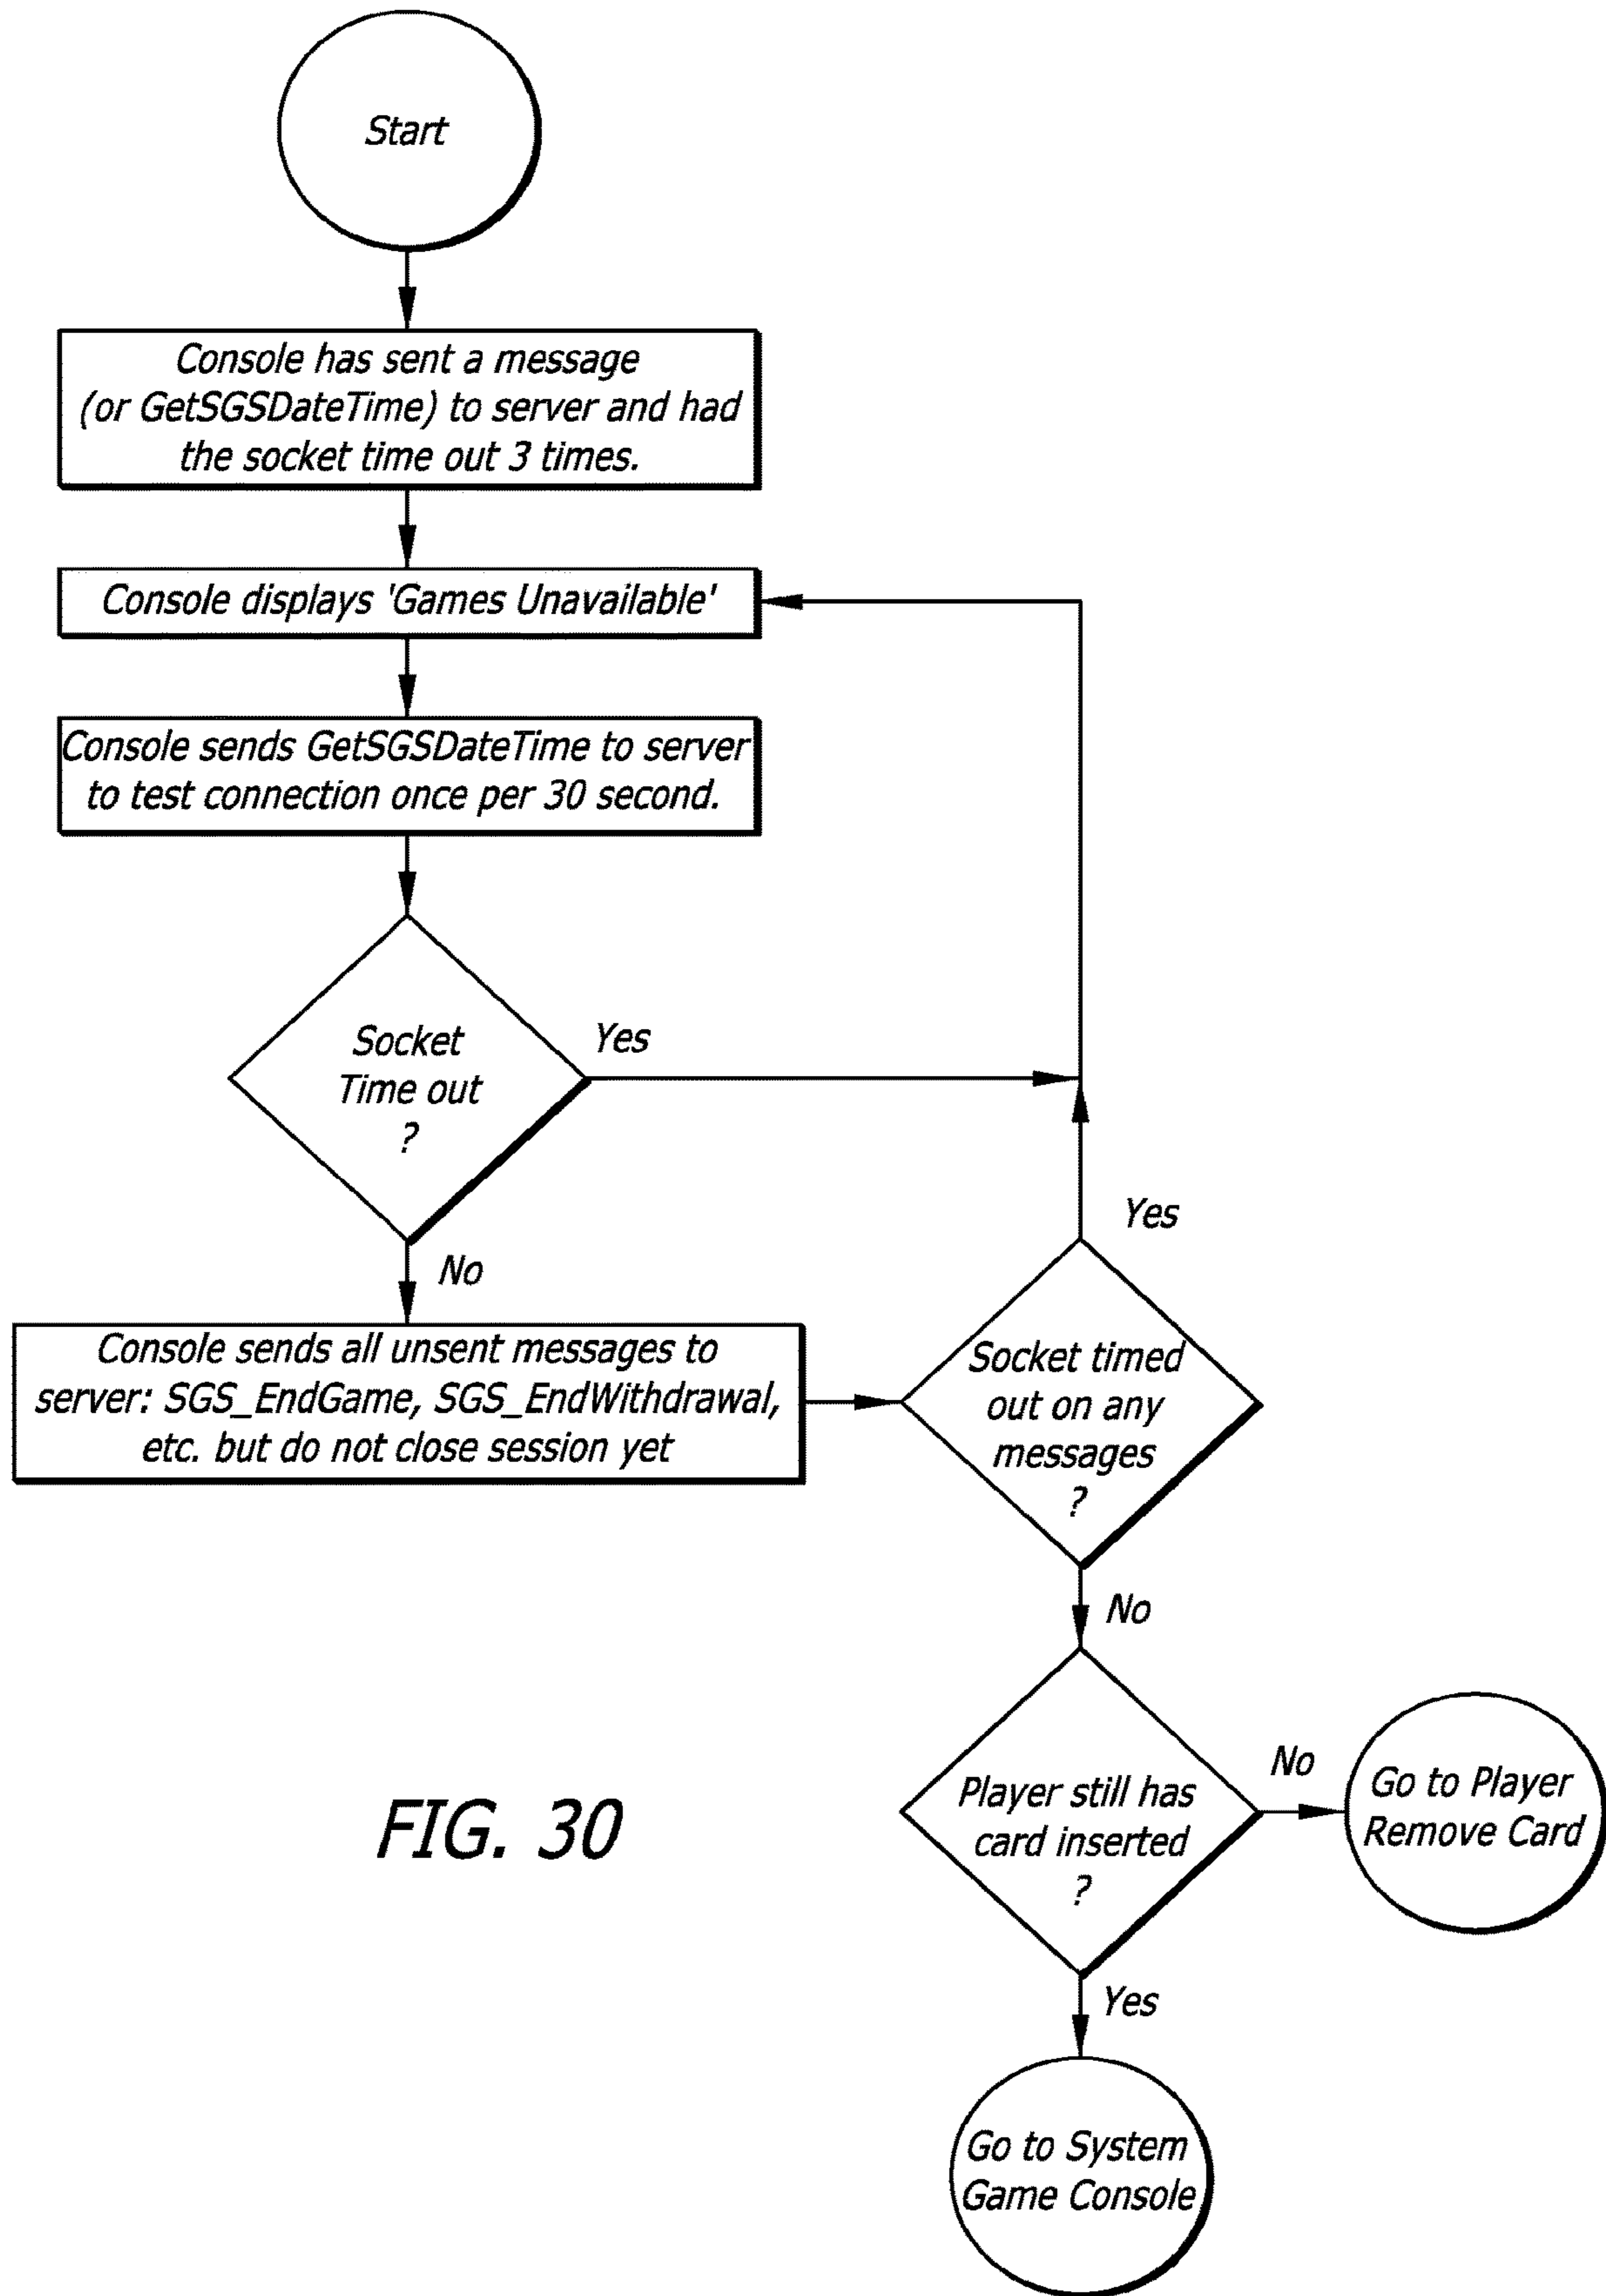 Start
Console has sent a message
(or GetSGSDateTime) to server and had
the socket time out 3 times.
Console displays 'Games Unavailable'
Console sends GetSGSDateTime to server
to test connection once per 30 second.
Socket
Time out
?
Yes
No
Console sends all unsent messages to
server: SGS_EndGame, SGS_EndWithdrawal,
etc. but do not close session yet
Yes
Socket timed
out on any
messages
?
No
Player still has
card inserted
?
No
Go to Player
Remove Card
Yes
Go to System
Game Console
FIG. 30